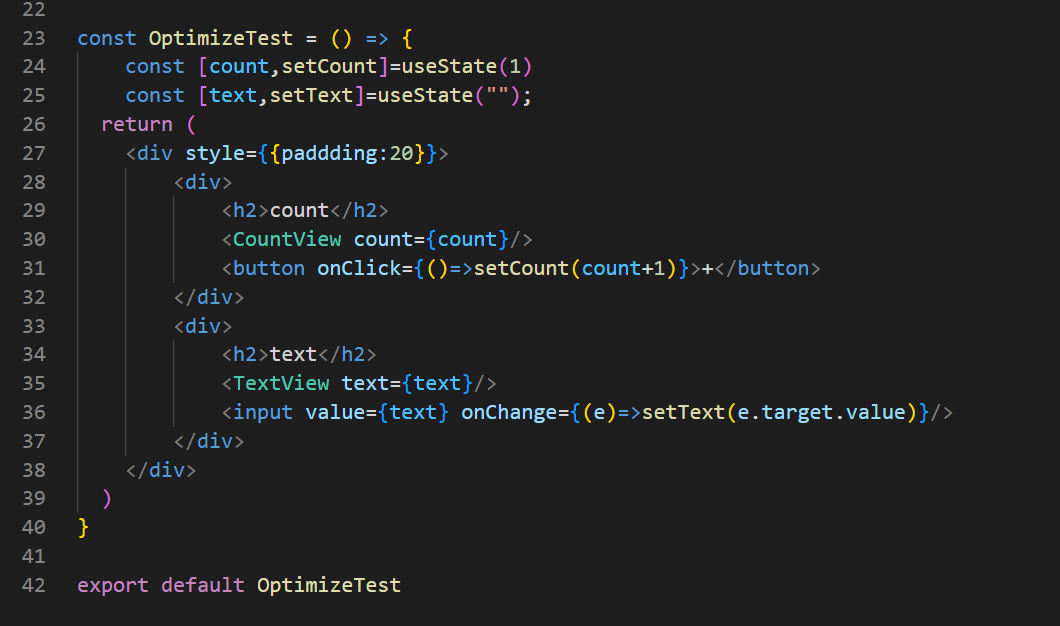 22
23 const OptimizeTest = () => {
24     const [count,setCount]=useState(1)
25     const [text,setText]=useState("");
26   return (
27     <div style={{paddding:20}}>
28         <div>
29             <h2>count</h2>
30             <CountView count={count}/>
31             <button onClick={()=>setCount(count+1)}>+</button>
32         </div>
33         <div>
34             <h2>text</h2>
35             <TextView text={text}/>
36             <input value={text} onChange={(e)=>setText(e.target.value)}/>
37         </div>
38     </div>
39   )
40 }
41
42 export default OptimizeTest